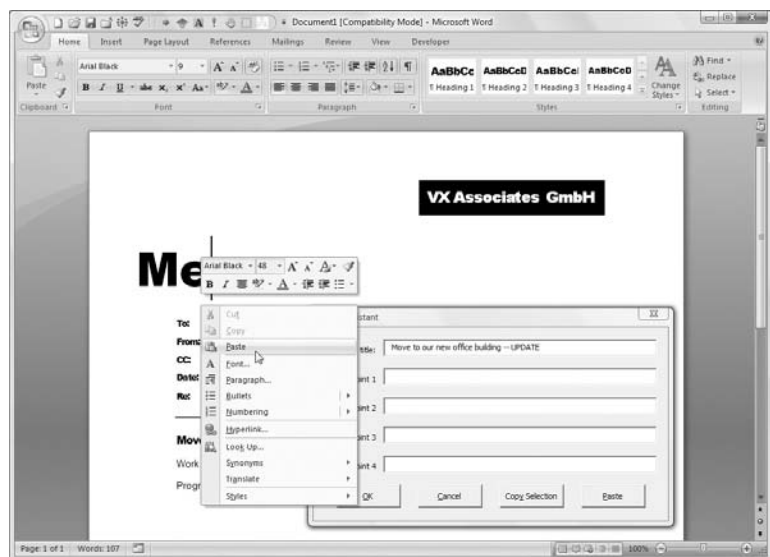 Document1 [Compatibility Mode] - Microsoft Word
Home Insert Page Layout References Mailings Review View Developer
Paste
Arial Black 9
AaBbCc AaBbCcD AaBbCcI AaBbCcD
¶ Heading 1 ¶ Heading 2 ¶ Heading 3 ¶ Heading 4
Change Styles
Find
Replace
Select
Clipboard Font Paragraph Styles Editing
VX Associates GmbH
Me
Arial Black 48
To:
From:
CC:
Date:
Re:
Move
Work
Progr
Cut
Copy
Paste
Font...
Paragraph...
Bullets
Numbering
Hyperlink...
Look Up...
Synonyms
Translate
Styles
stant
title: Move to our new office building -- UPDATE
int 1
int 2
int 3
int 4
OK Cancel Copy Selection Paste
Page: 1 of 1 Words: 107 100%